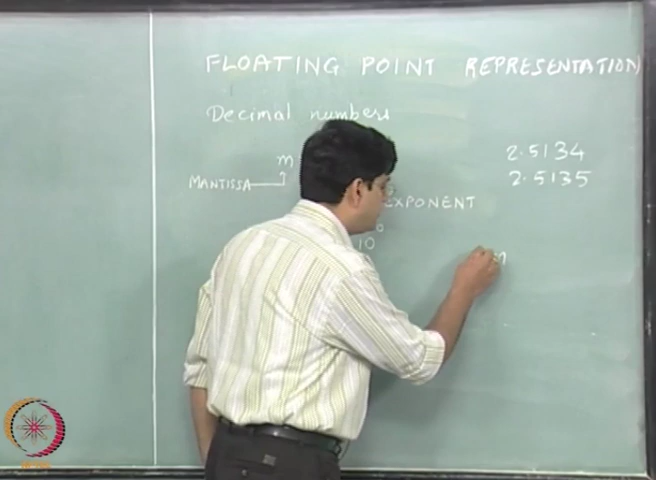 FLOATING POINT REPRESENTATION
Decimal numbers
m
MANTISSA
EXPONENT
2.5134
2.5135
10